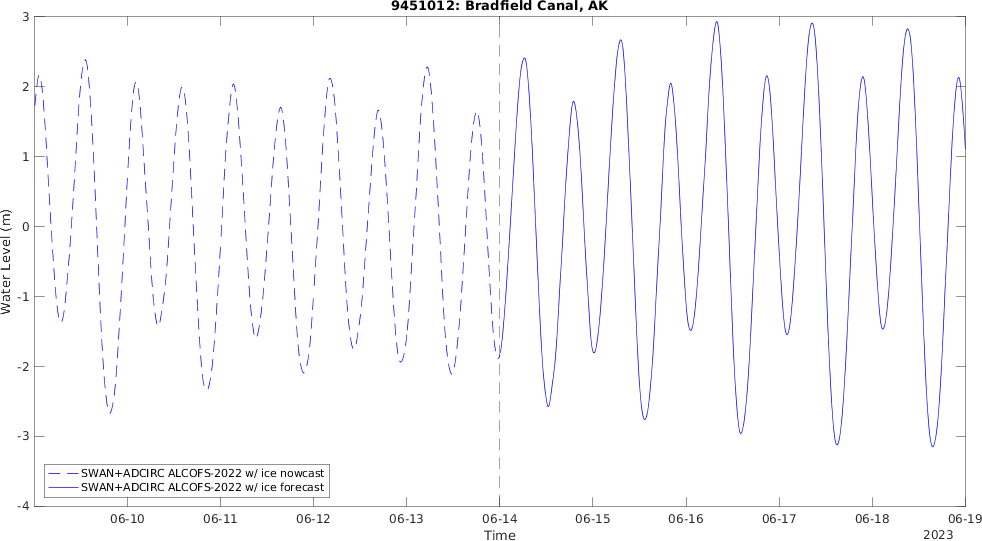 9451012: Bradfield Canal, AK
Water Level (m)
3
2
1
0
-1
-2
-3
-4
SWAN+ADCIRC ALCOFS-2022 w/ ice nowcast
SWAN+ADCIRC ALCOFS-2022 w/ ice forecast
06-10 06-11 06-12 06-13 06-14 06-15 06-16 06-17 06-18 06-19
Time
2023